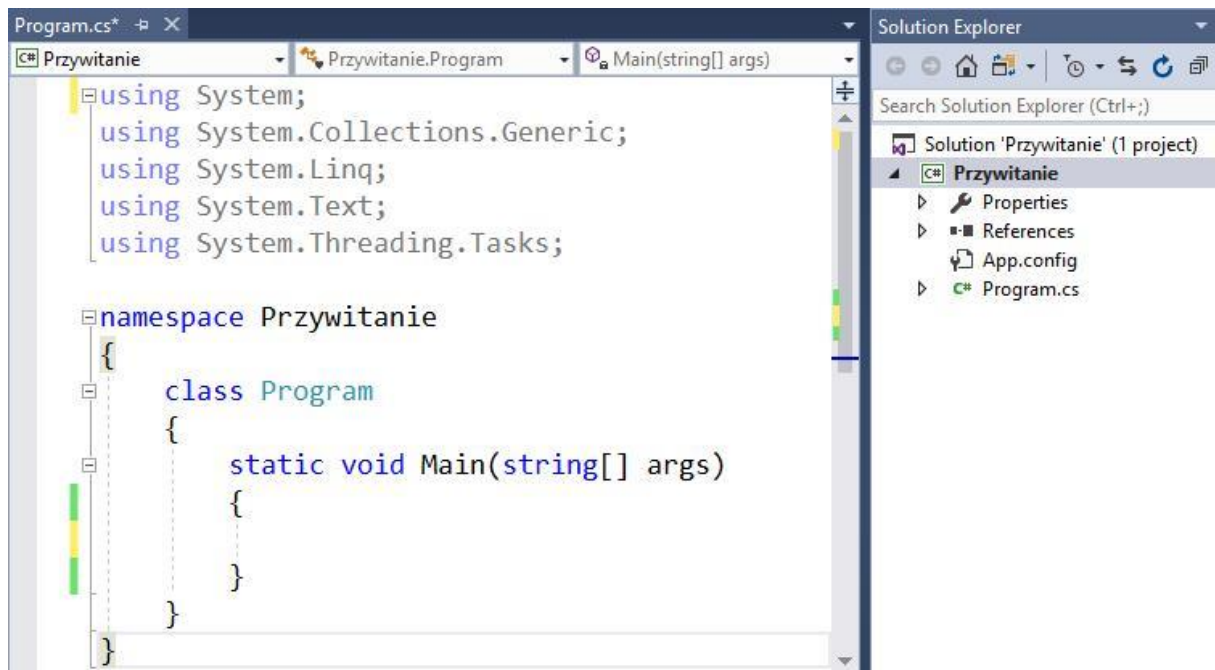 Program.cs*
Przywitanie
Przywitanie.Program
Main(string[] args)
using System;
using System.Collections.Generic;
using System.Linq;
using System.Text;
using System.Threading.Tasks;
namespace Przywitanie
{
class Program
{
static void Main(string[] args)
{
}
}
}
Solution Explorer
Search Solution Explorer (Ctrl+;)
Solution 'Przywitanie' (1 project)
C# Przywitanie
Properties
References
App.config
C# Program.cs